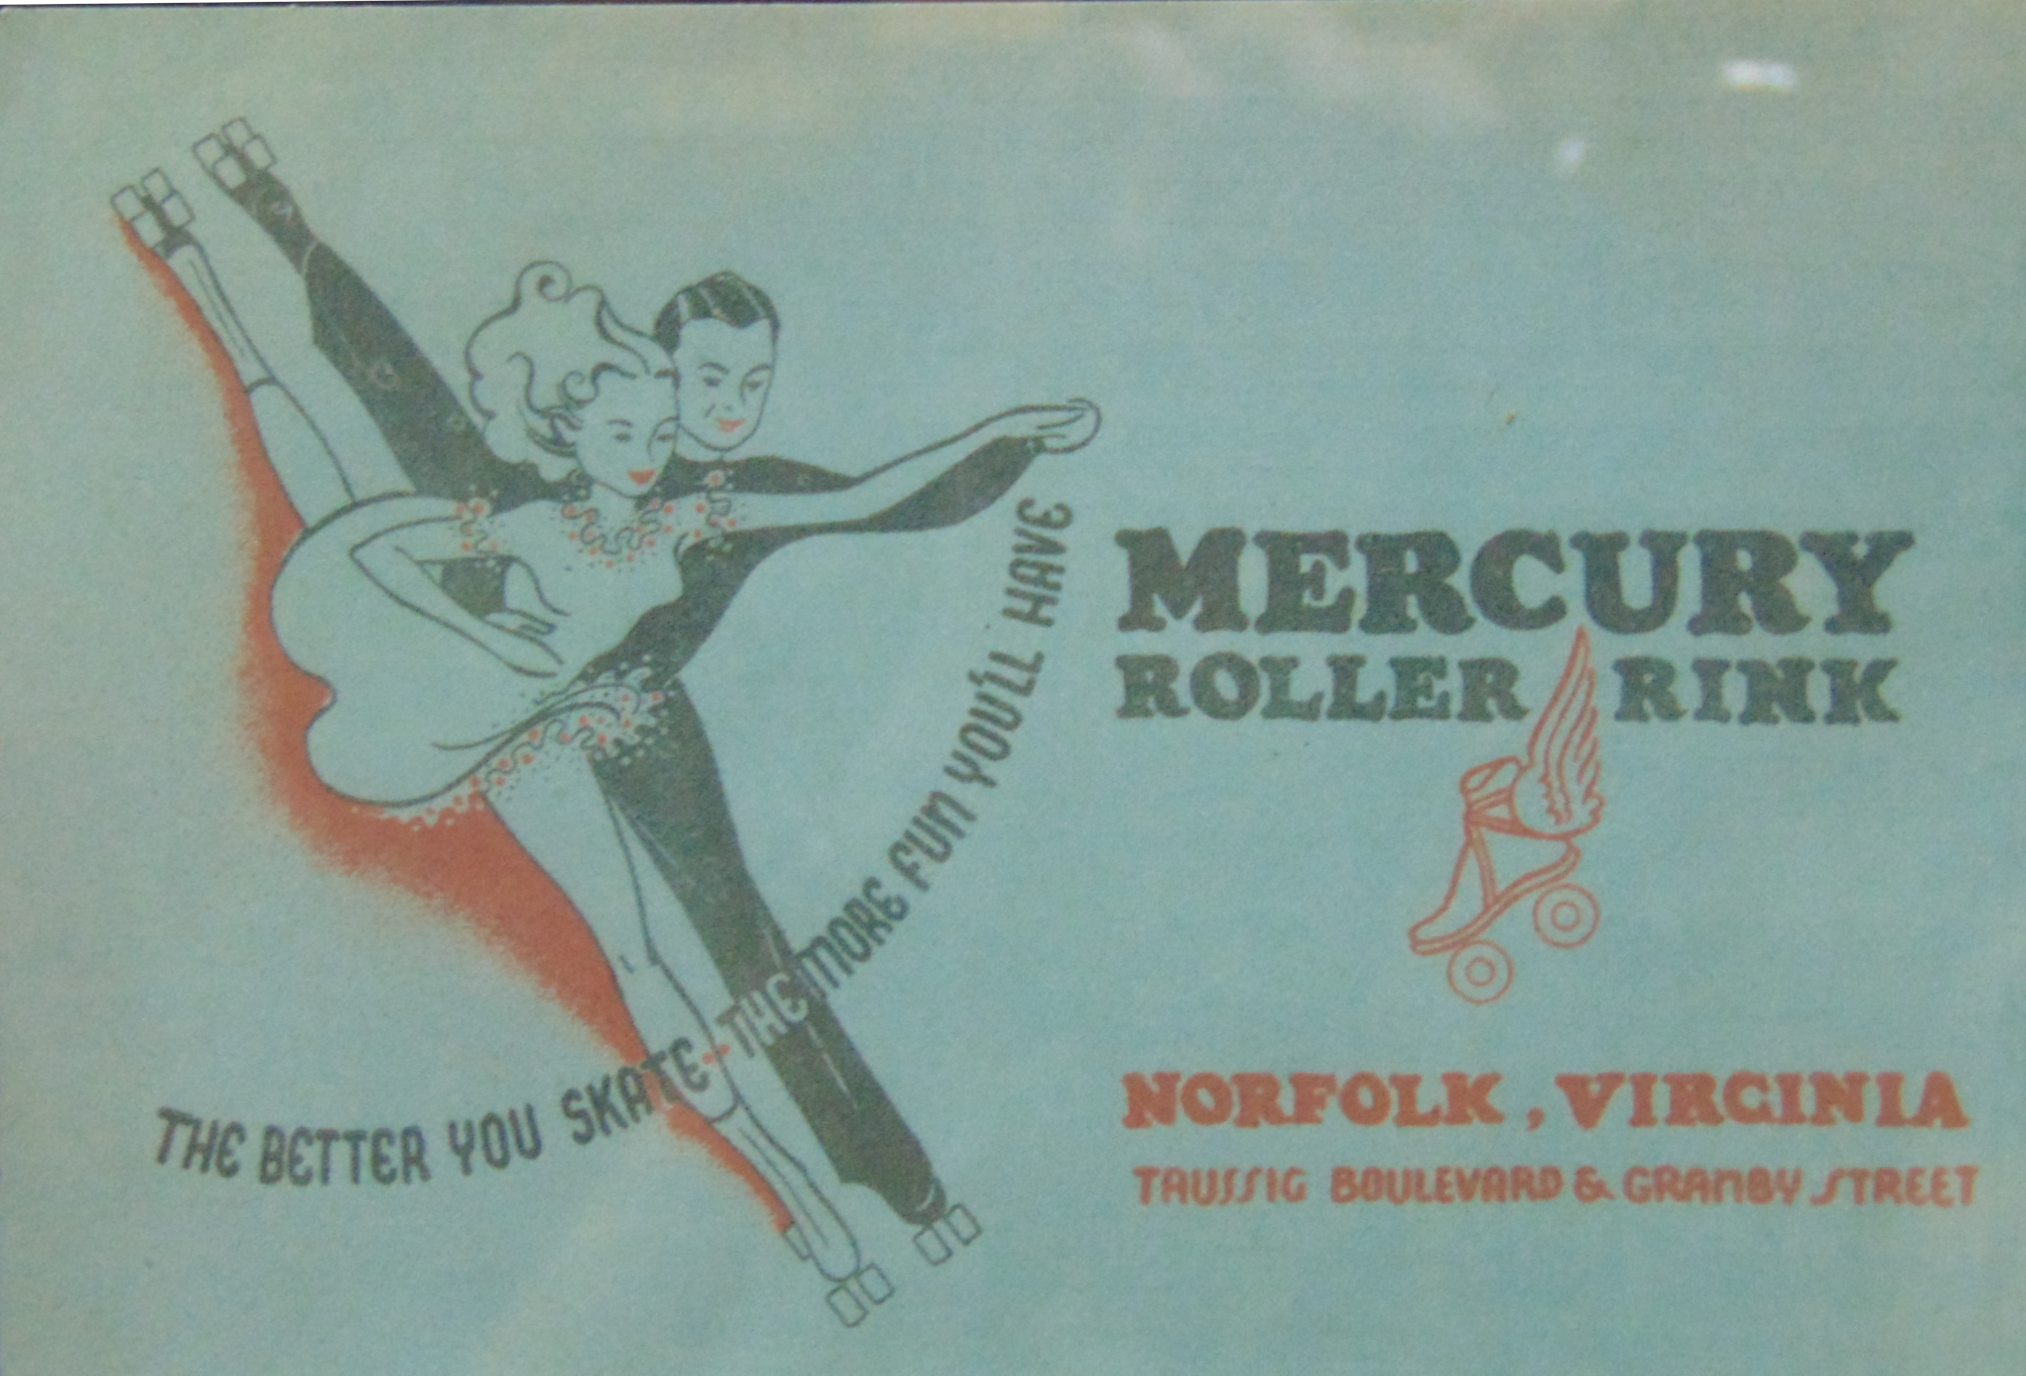 THE BETTER YOU SKATE - THE MORE FUN YOU'LL HAVE
MERCURY
ROLLER RINK
NORFOLK, VIRGINIA
TAUSSIG BOULEVARD & GRANBY STREET